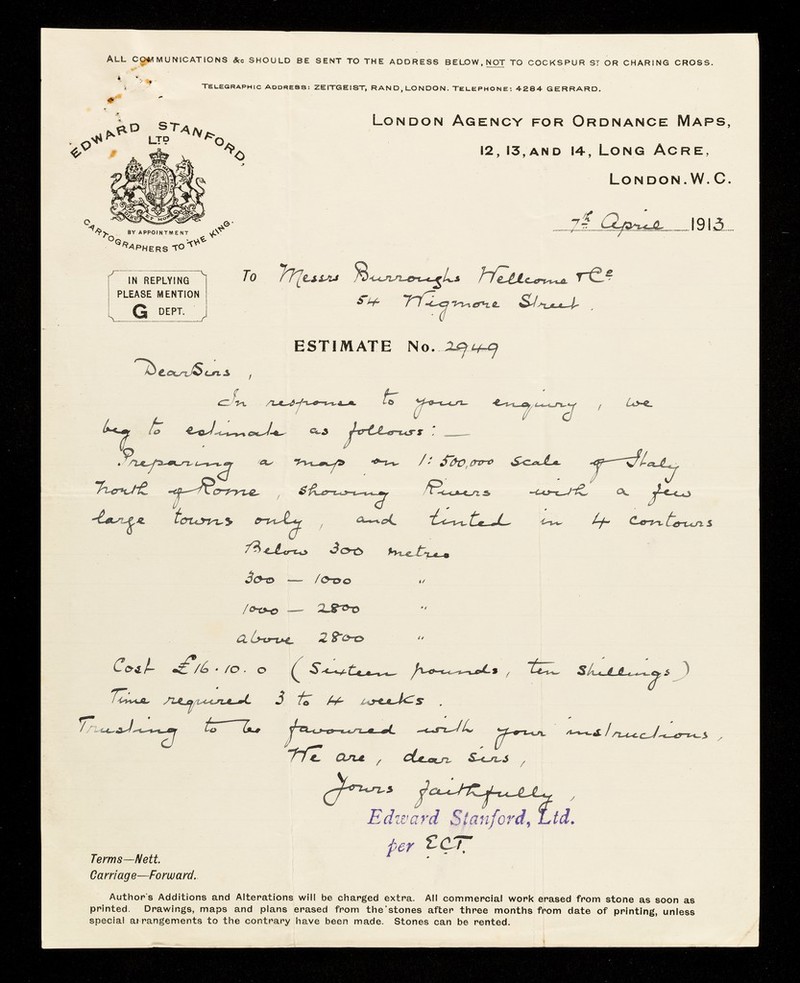 ALL COMMUNICATIONS &c SHOULD BE SENT TO THE ADDRESS BELOW, NOT TO COCKSPUR ST OR CHARING CROSS.
TELEGRAPHIC ADDRESS: ZEITGEIST, RAND, LONDON. TELEPHONE: 4284 GERRARD.
EDWARD STANFORD, LTD
BY APPOINTMENT
CARTOGRAPHERS TO THE KING.
LONDON AGENCY FOR ORDNANCE MAPS,
12, 13, AND 14, LONG ACRE,
LONDON. W. C.
7th April 1913
IN REPLYING
PLEASE MENTION
G DEPT.
To Messrs Burroughs Wellcome & Co
54 Wigmore Street.
ESTIMATE No. 2949
Dear Sirs,
In response to your enquiry, we
beg to estimate as follows: —
Preparing a map on 1:500,000 scale of Italy
North of Rome, showing Rivers with a few
large towns only, and tinted in 4 contours
Below 300 metres
300 — 1000 "
1000 — 2800 "
above 2800 "
Cost £16.10.0 (Sixteen pounds, ten shillings)
Time required 3 to 4 weeks.
Trusting to be favoured with your instructions,
We are, dear Sirs,
Yours faithfully,
Edward Stanford, Ltd.
per E.C.T.
Terms—Nett.
Carriage—Forward.
Author's Additions and Alterations will be charged extra. All commercial work erased from stone as soon as
printed. Drawings, maps and plans erased from the stones after three months from date of printing, unless
special arrangements to the contrary have been made. Stones can be rented.